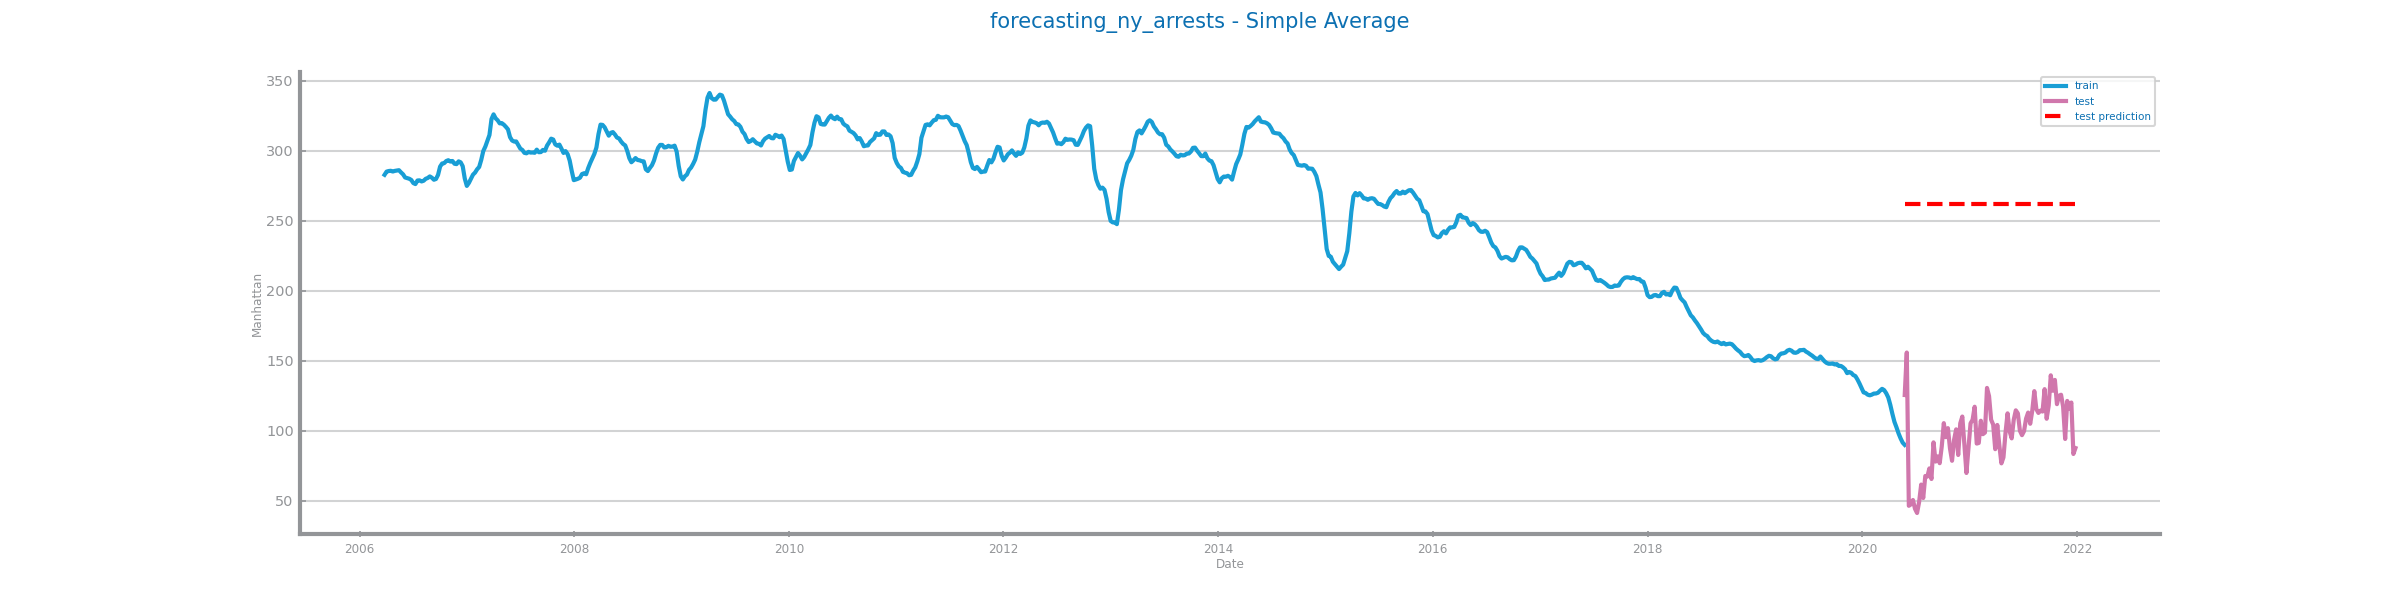 forecasting_ny_arrests - Simple Average
350
300
250
200
150
100
50
Manhattan
train
test
test prediction
2006 2008 2010 2012 2014 2016 2018 2020 2022
Date